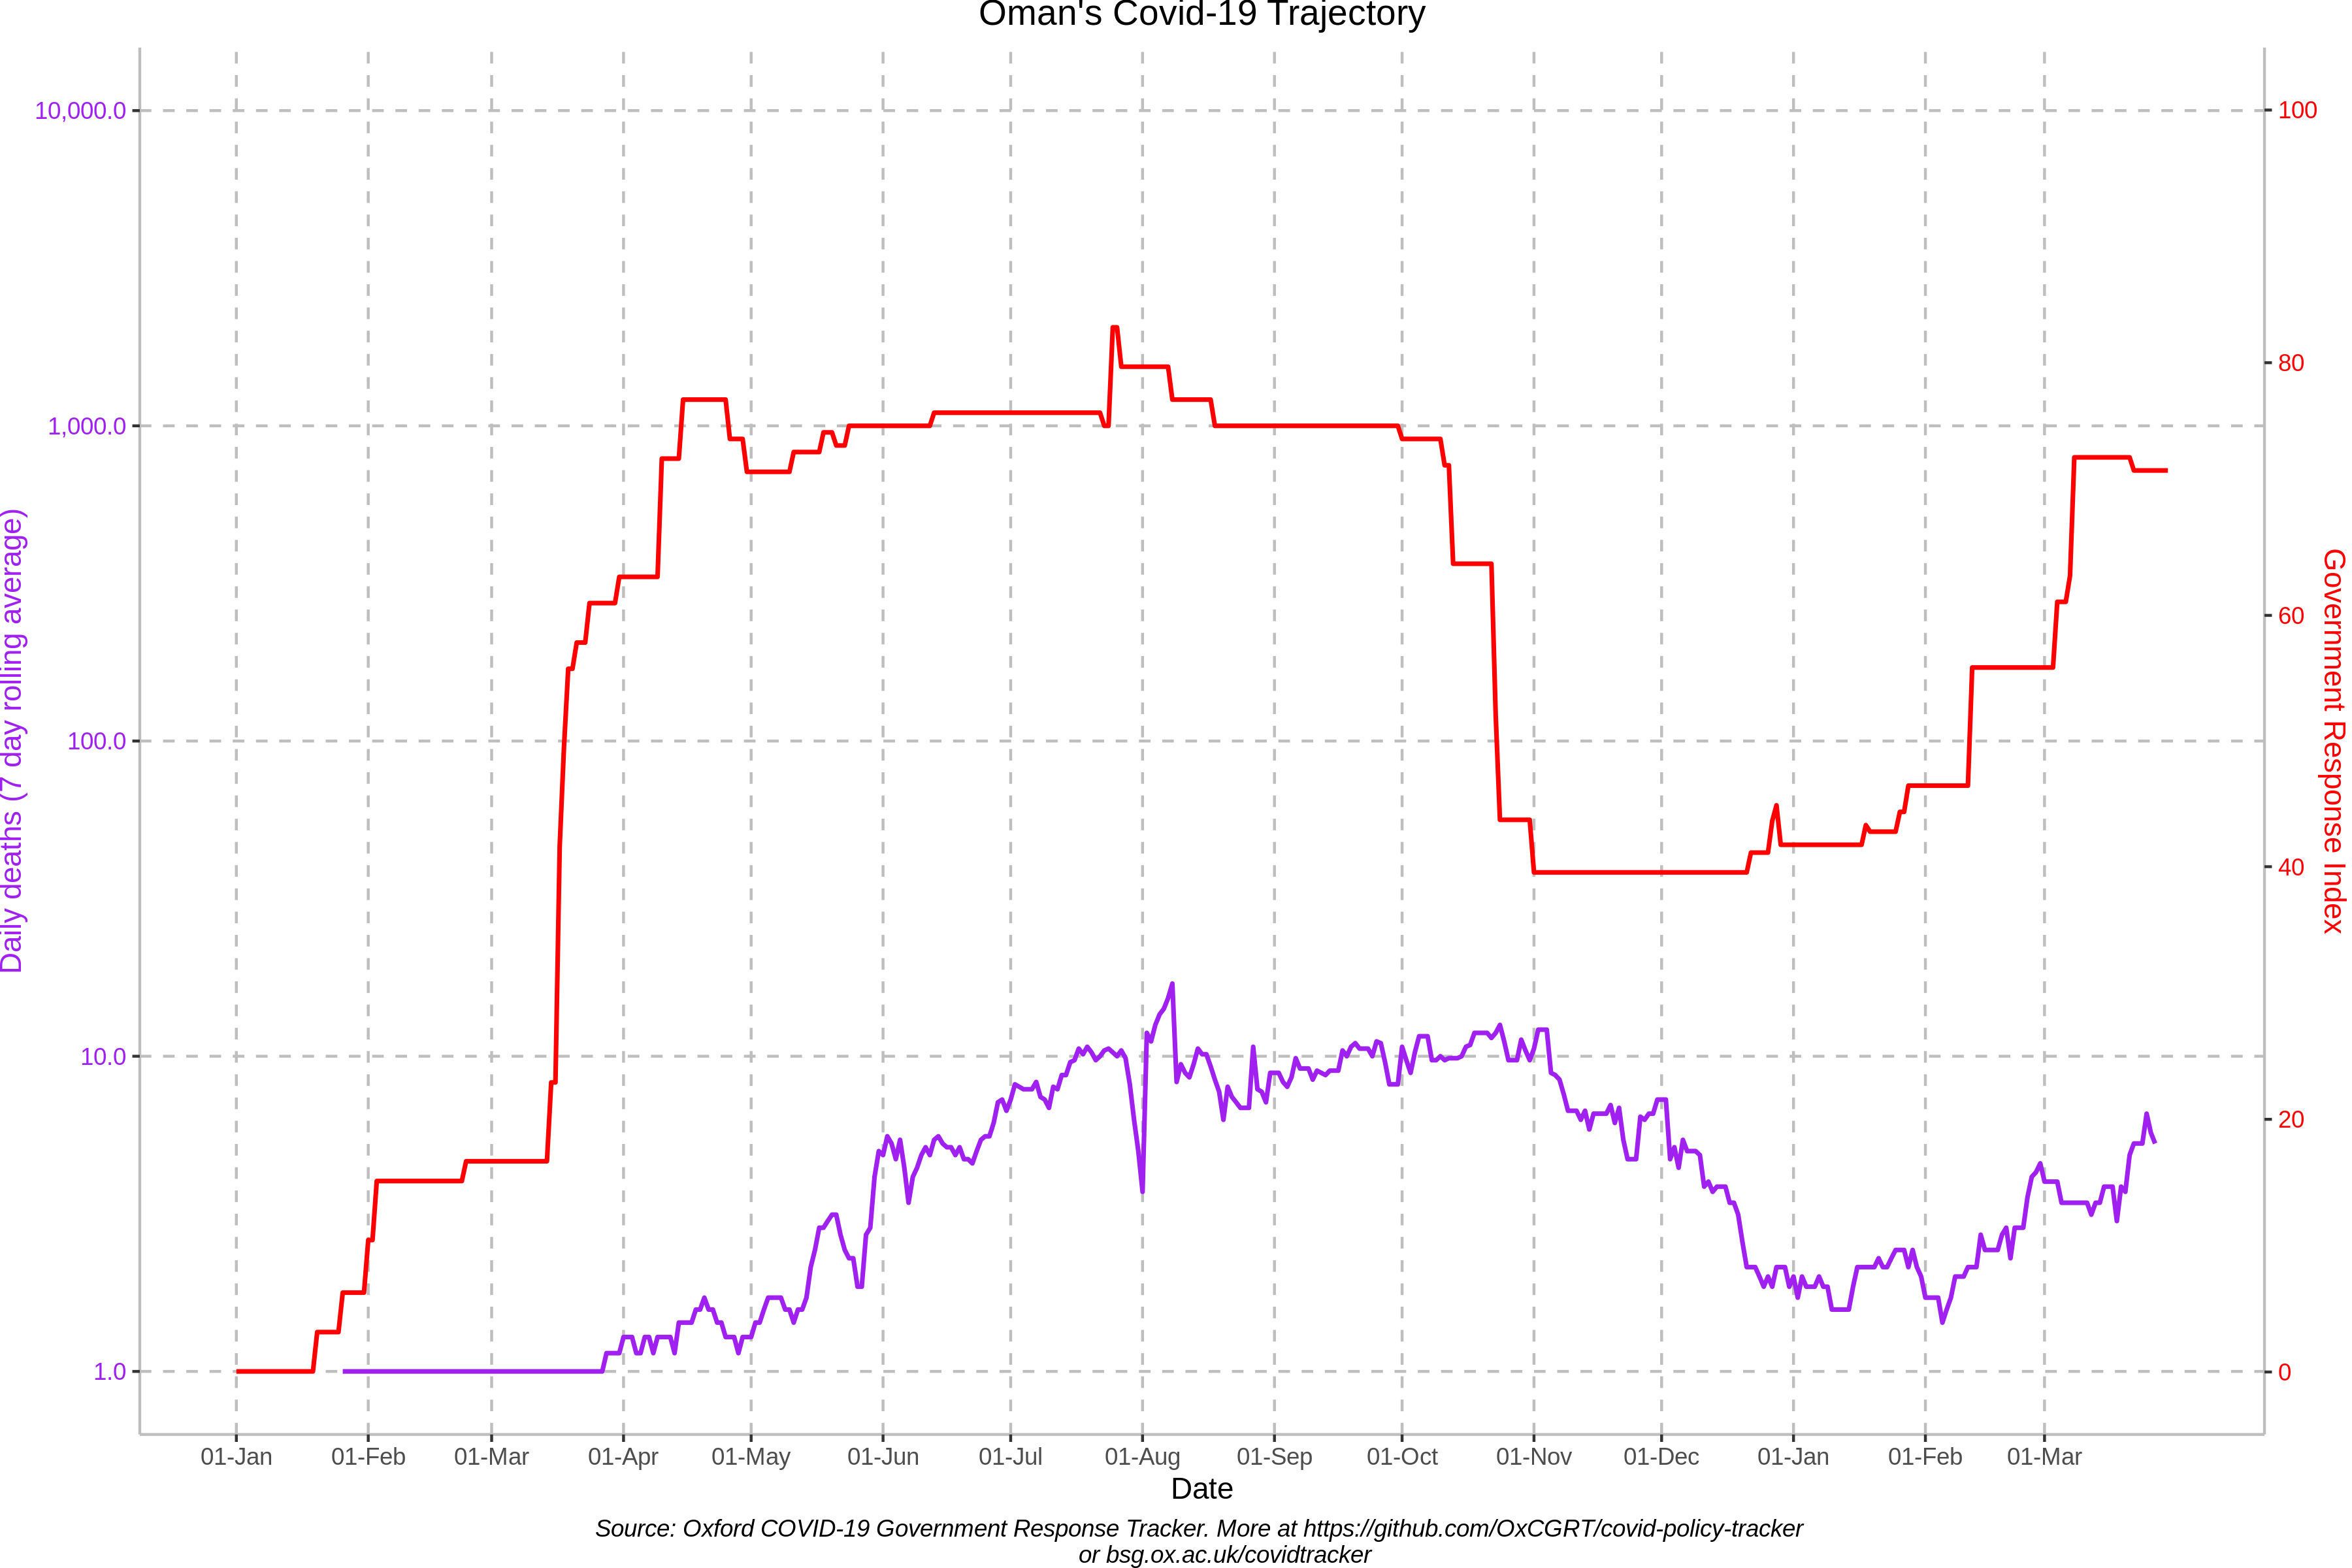 Oman's Covid-19 Trajectory
10,000.0
1,000.0
100.0
10.0
1.0
Daily deaths (7 day rolling average)
100
80
60
40
20
0
Government Response Index
01-Jan 01-Feb 01-Mar 01-Apr 01-May 01-Jun 01-Jul 01-Aug 01-Sep 01-Oct 01-Nov 01-Dec 01-Jan 01-Feb 01-Mar
Date
Source: Oxford COVID-19 Government Response Tracker. More at https://github.com/OxCGRT/covid-policy-tracker
or bsg.ox.ac.uk/covidtracker